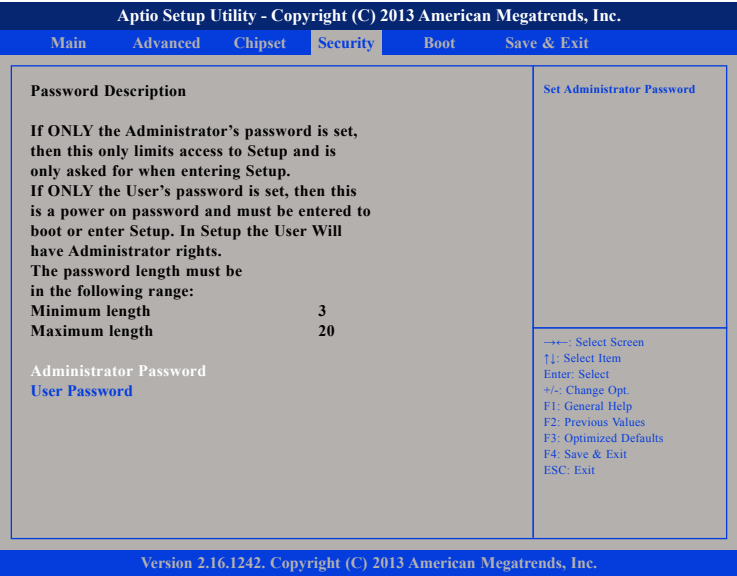 Aptio Setup Utility - Copyright (C) 2013 American Megatrends, Inc.
Main Advanced Chipset Security Boot Save & Exit
Password Description
If ONLY the Administrator's password is set,
then this only limits access to Setup and is
only asked for when entering Setup.
If ONLY the User's password is set, then this
is a power on password and must be entered to
boot or enter Setup. In Setup the User Will
have Administrator rights.
The password length must be
in the following range:
Minimum length 3
Maximum length 20
Administrator Password
User Password
Set Administrator Password
→←: Select Screen
↑↓: Select Item
Enter: Select
+/-: Change Opt.
F1: General Help
F2: Previous Values
F3: Optimized Defaults
F4: Save & Exit
ESC: Exit
Version 2.16.1242. Copyright (C) 2013 American Megatrends, Inc.